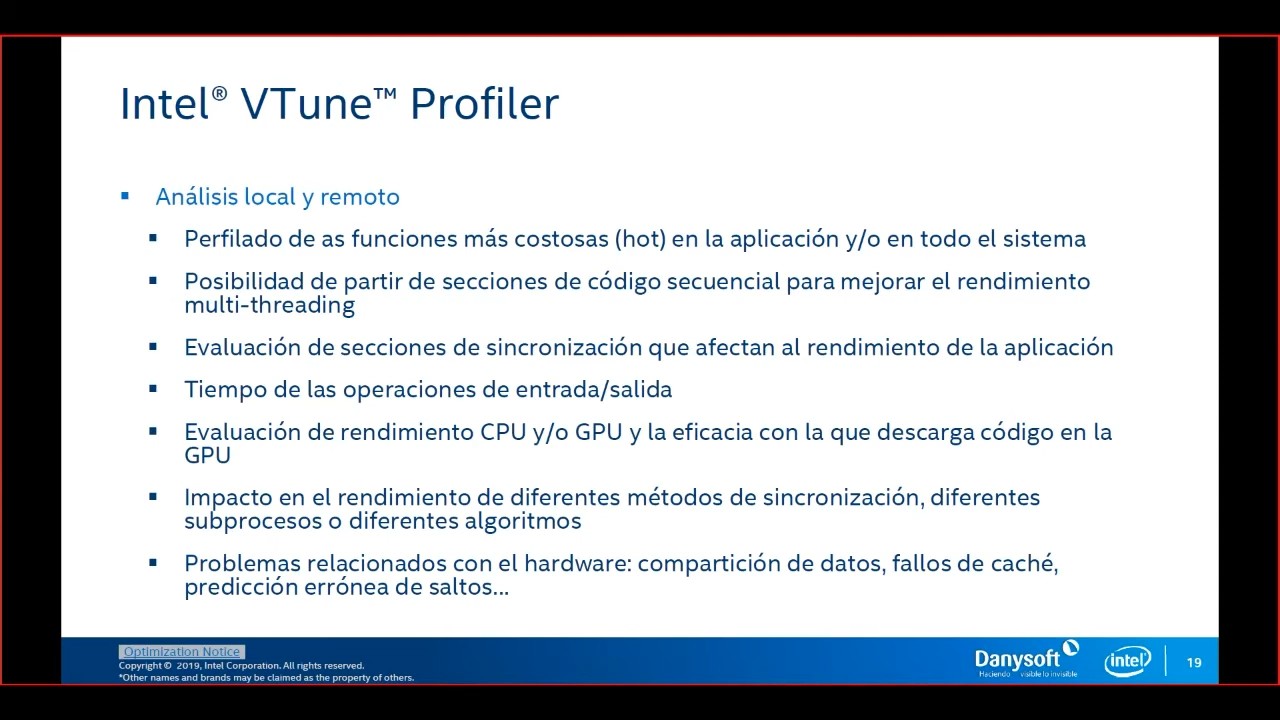 Intel® VTune™ Profiler
▪ Análisis local y remoto
▪ Perfilado de as funciones más costosas (hot) en la aplicación y/o en todo el sistema
▪ Posibilidad de partir de secciones de código secuencial para mejorar el rendimiento
multi-threading
▪ Evaluación de secciones de sincronización que afectan al rendimiento de la aplicación
▪ Tiempo de las operaciones de entrada/salida
▪ Evaluación de rendimiento CPU y/o GPU y la eficacia con la que descarga código en la
GPU
▪ Impacto en el rendimiento de diferentes métodos de sincronización, diferentes
subprocesos o diferentes algoritmos
▪ Problemas relacionados con el hardware: compartición de datos, fallos de caché,
predicción errónea de saltos...
Optimization Notice
Copyright © 2019, Intel Corporation. All rights reserved.
*Other names and brands may be claimed as the property of others.
Danysoft
Haciendo visible lo invisible
intel
19